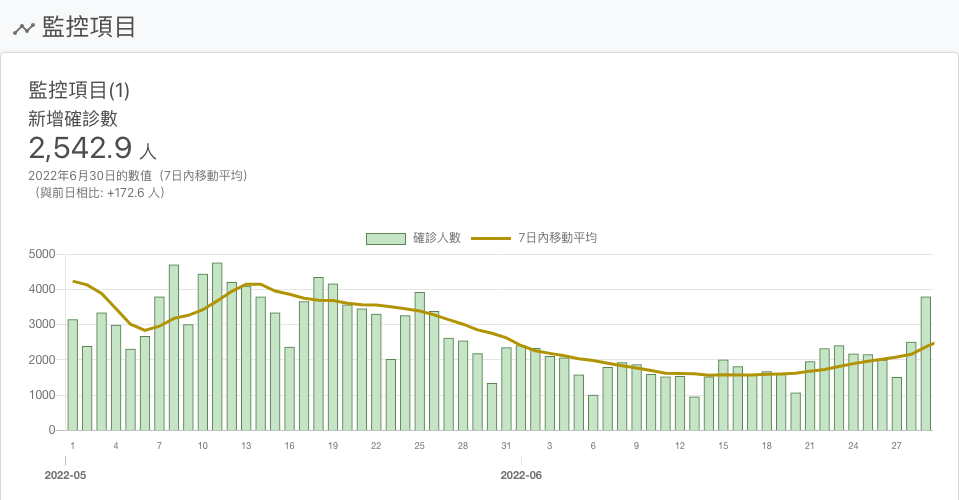 監控項目
監控項目(1)
新增確診數
2,542.9 人
2022年6月30日的數值（7日內移動平均）
（與前日相比: +172.6 人）
確診人數 7日內移動平均
5000
4000
3000
2000
1000
0
1 4 7 10 13 16 19 22 25 28 31 3 6 9 12 15 18 21 24 27
2022-05 2022-06